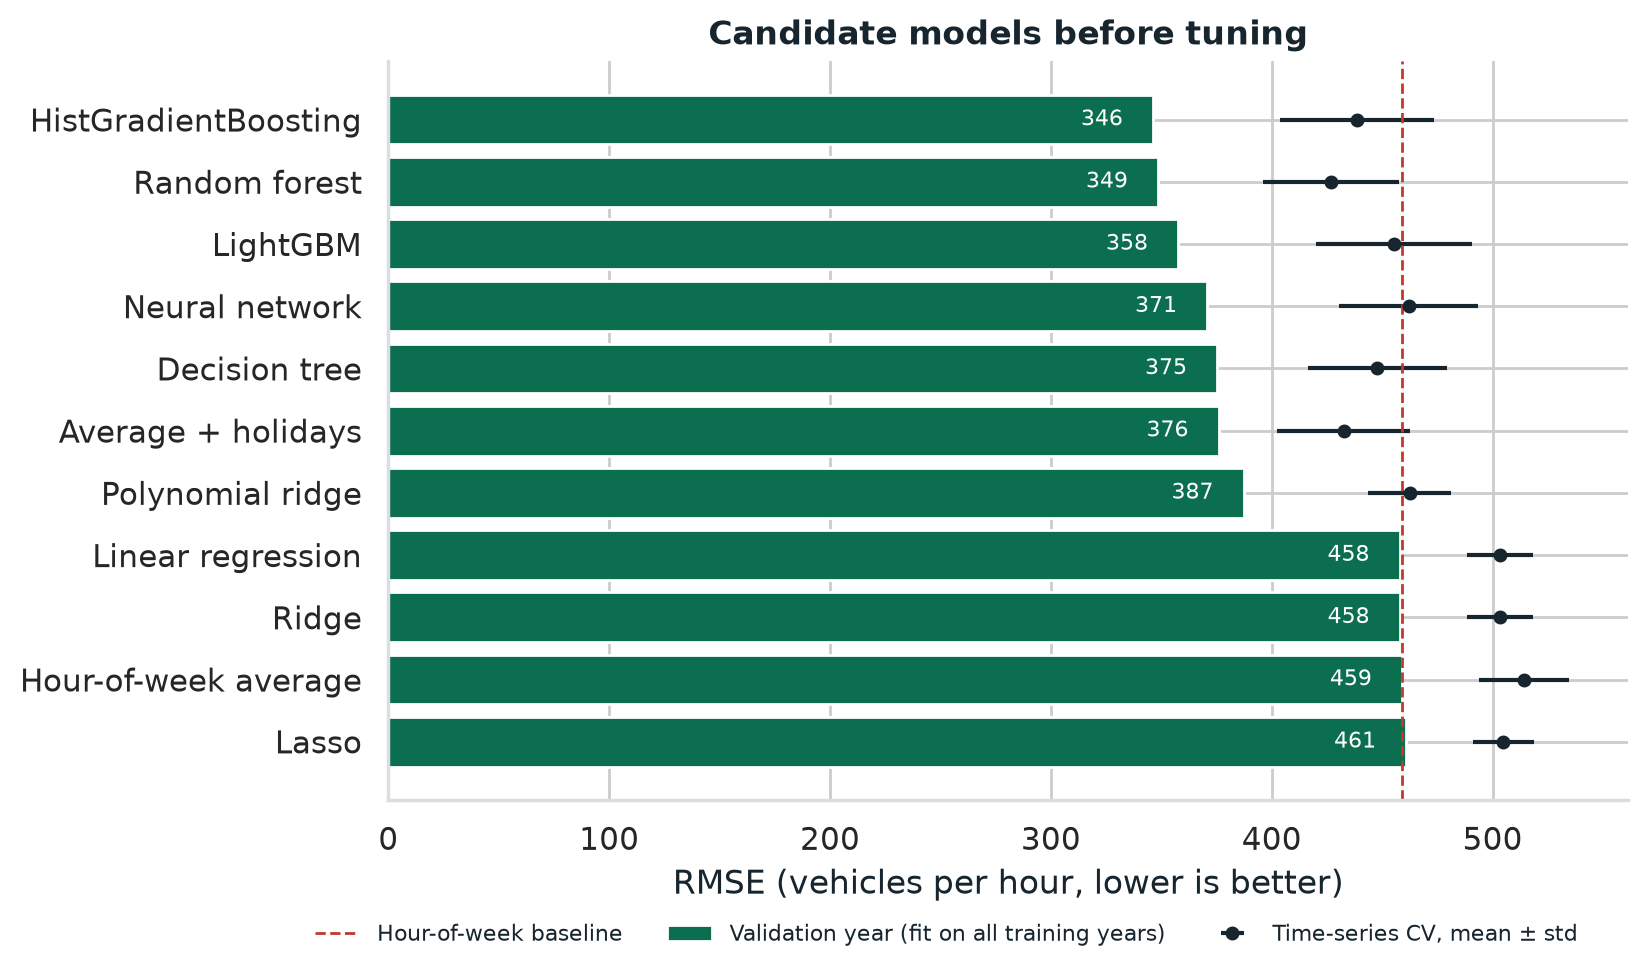 Candidate models before tuning
HistGradientBoosting 346
Random forest 349
LightGBM 358
Neural network 371
Decision tree 375
Average + holidays 376
Polynomial ridge 387
Linear regression 458
Ridge 458
Hour-of-week average 459
Lasso 461
0 100 200 300 400 500
RMSE (vehicles per hour, lower is better)
Hour-of-week baseline Validation year (fit on all training years) Time-series CV, mean ± std